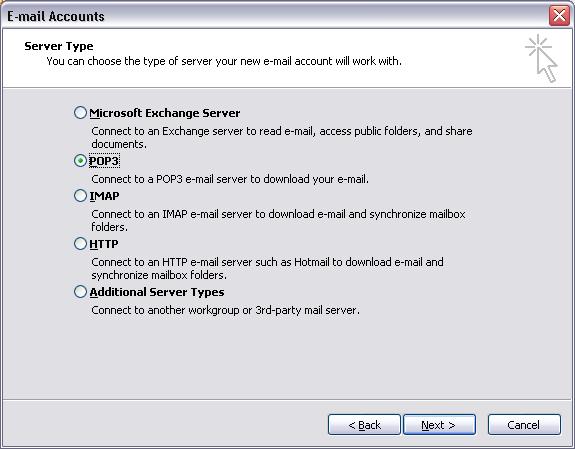 E-mail Accounts
Server Type
You can choose the type of server your new e-mail account will work with.
Microsoft Exchange Server
Connect to an Exchange server to read e-mail, access public folders, and share
documents.
POP3
Connect to a POP3 e-mail server to download your e-mail.
IMAP
Connect to an IMAP e-mail server to download e-mail and synchronize mailbox
folders.
HTTP
Connect to an HTTP e-mail server such as Hotmail to download e-mail and
synchronize mailbox folders.
Additional Server Types
Connect to another workgroup or 3rd-party mail server.
< Back Next > Cancel